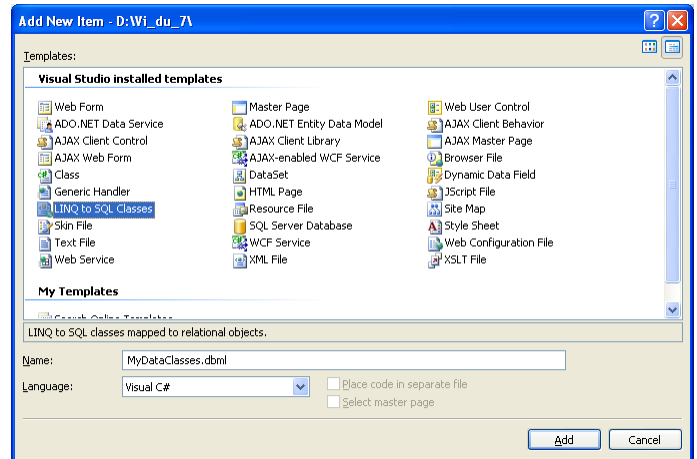 Add New Item - D:\Vi_du_7\
Templates:
Visual Studio installed templates
Web Form Master Page Web User Control
ADO.NET Data Service ADO.NET Entity Data Model AJAX Client Behavior
AJAX Client Control AJAX Client Library AJAX Master Page
AJAX Web Form AJAX-enabled WCF Service Browser File
Class DataSet Dynamic Data Field
Generic Handler HTML Page JScript File
LINQ to SQL Classes Resource File Site Map
Skin File SQL Server Database Style Sheet
Text File WCF Service Web Configuration File
Web Service XML File XSLT File
My Templates
Search Online Templates
LINQ to SQL classes mapped to relational objects.
Name: MyDataClasses.dbml
Language: Visual C# Place code in separate file
Select master page
Add Cancel